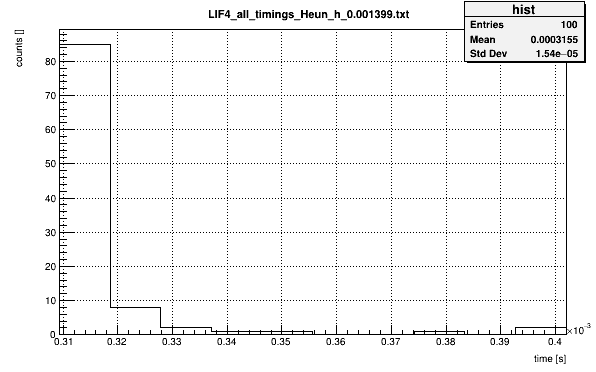 LIF4_all_timings_Heun_h_0.001399.txt
hist
Entries 100
Mean 0.0003155
Std Dev 1.54e−05
counts []
80
70
60
50
40
30
20
10
0
0.31 0.32 0.33 0.34 0.35 0.36 0.37 0.38 0.39 0.4
×10⁻³
time [s]